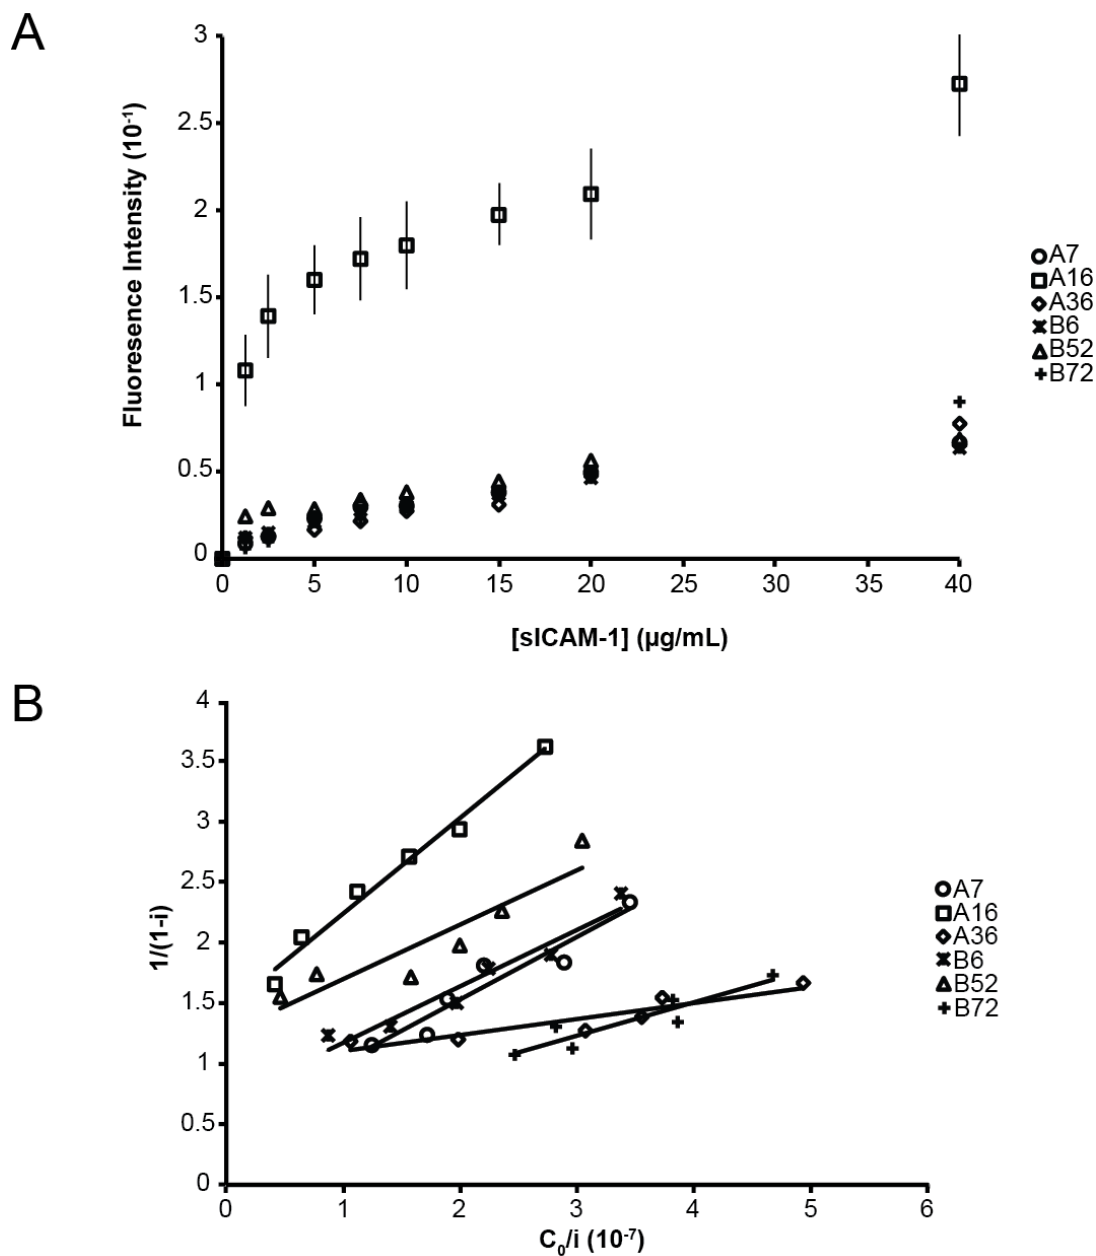 A
3
2.5
2
1.5
1
0.5
0
Fluoresence Intensity (10⁻¹)
0 5 10 15 20 25 30 35 40
[sICAM-1] (µg/mL)
A7
A16
A36
B6
B52
B72
B
4
3.5
3
2.5
2
1.5
1
0.5
0
1/(1-i)
0 1 2 3 4 5 6
C₀/i (10⁻⁷)
A7
A16
A36
B6
B52
B72